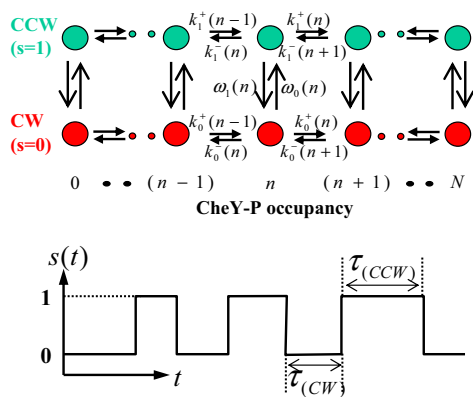 CCW
(s=1)
k₁⁺(n−1) k₁⁺(n)
k₁⁻(n) k₁⁻(n+1)
ω₁(n) ω₀(n)
CW
(s=0)
k₀⁺(n−1) k₀⁺(n)
k₀⁻(n) k₀⁻(n+1)
0 •• (n−1) n (n+1) •• N
CheY-P occupancy
s(t)
τ(CCW)
1
0
τ(CW)
t